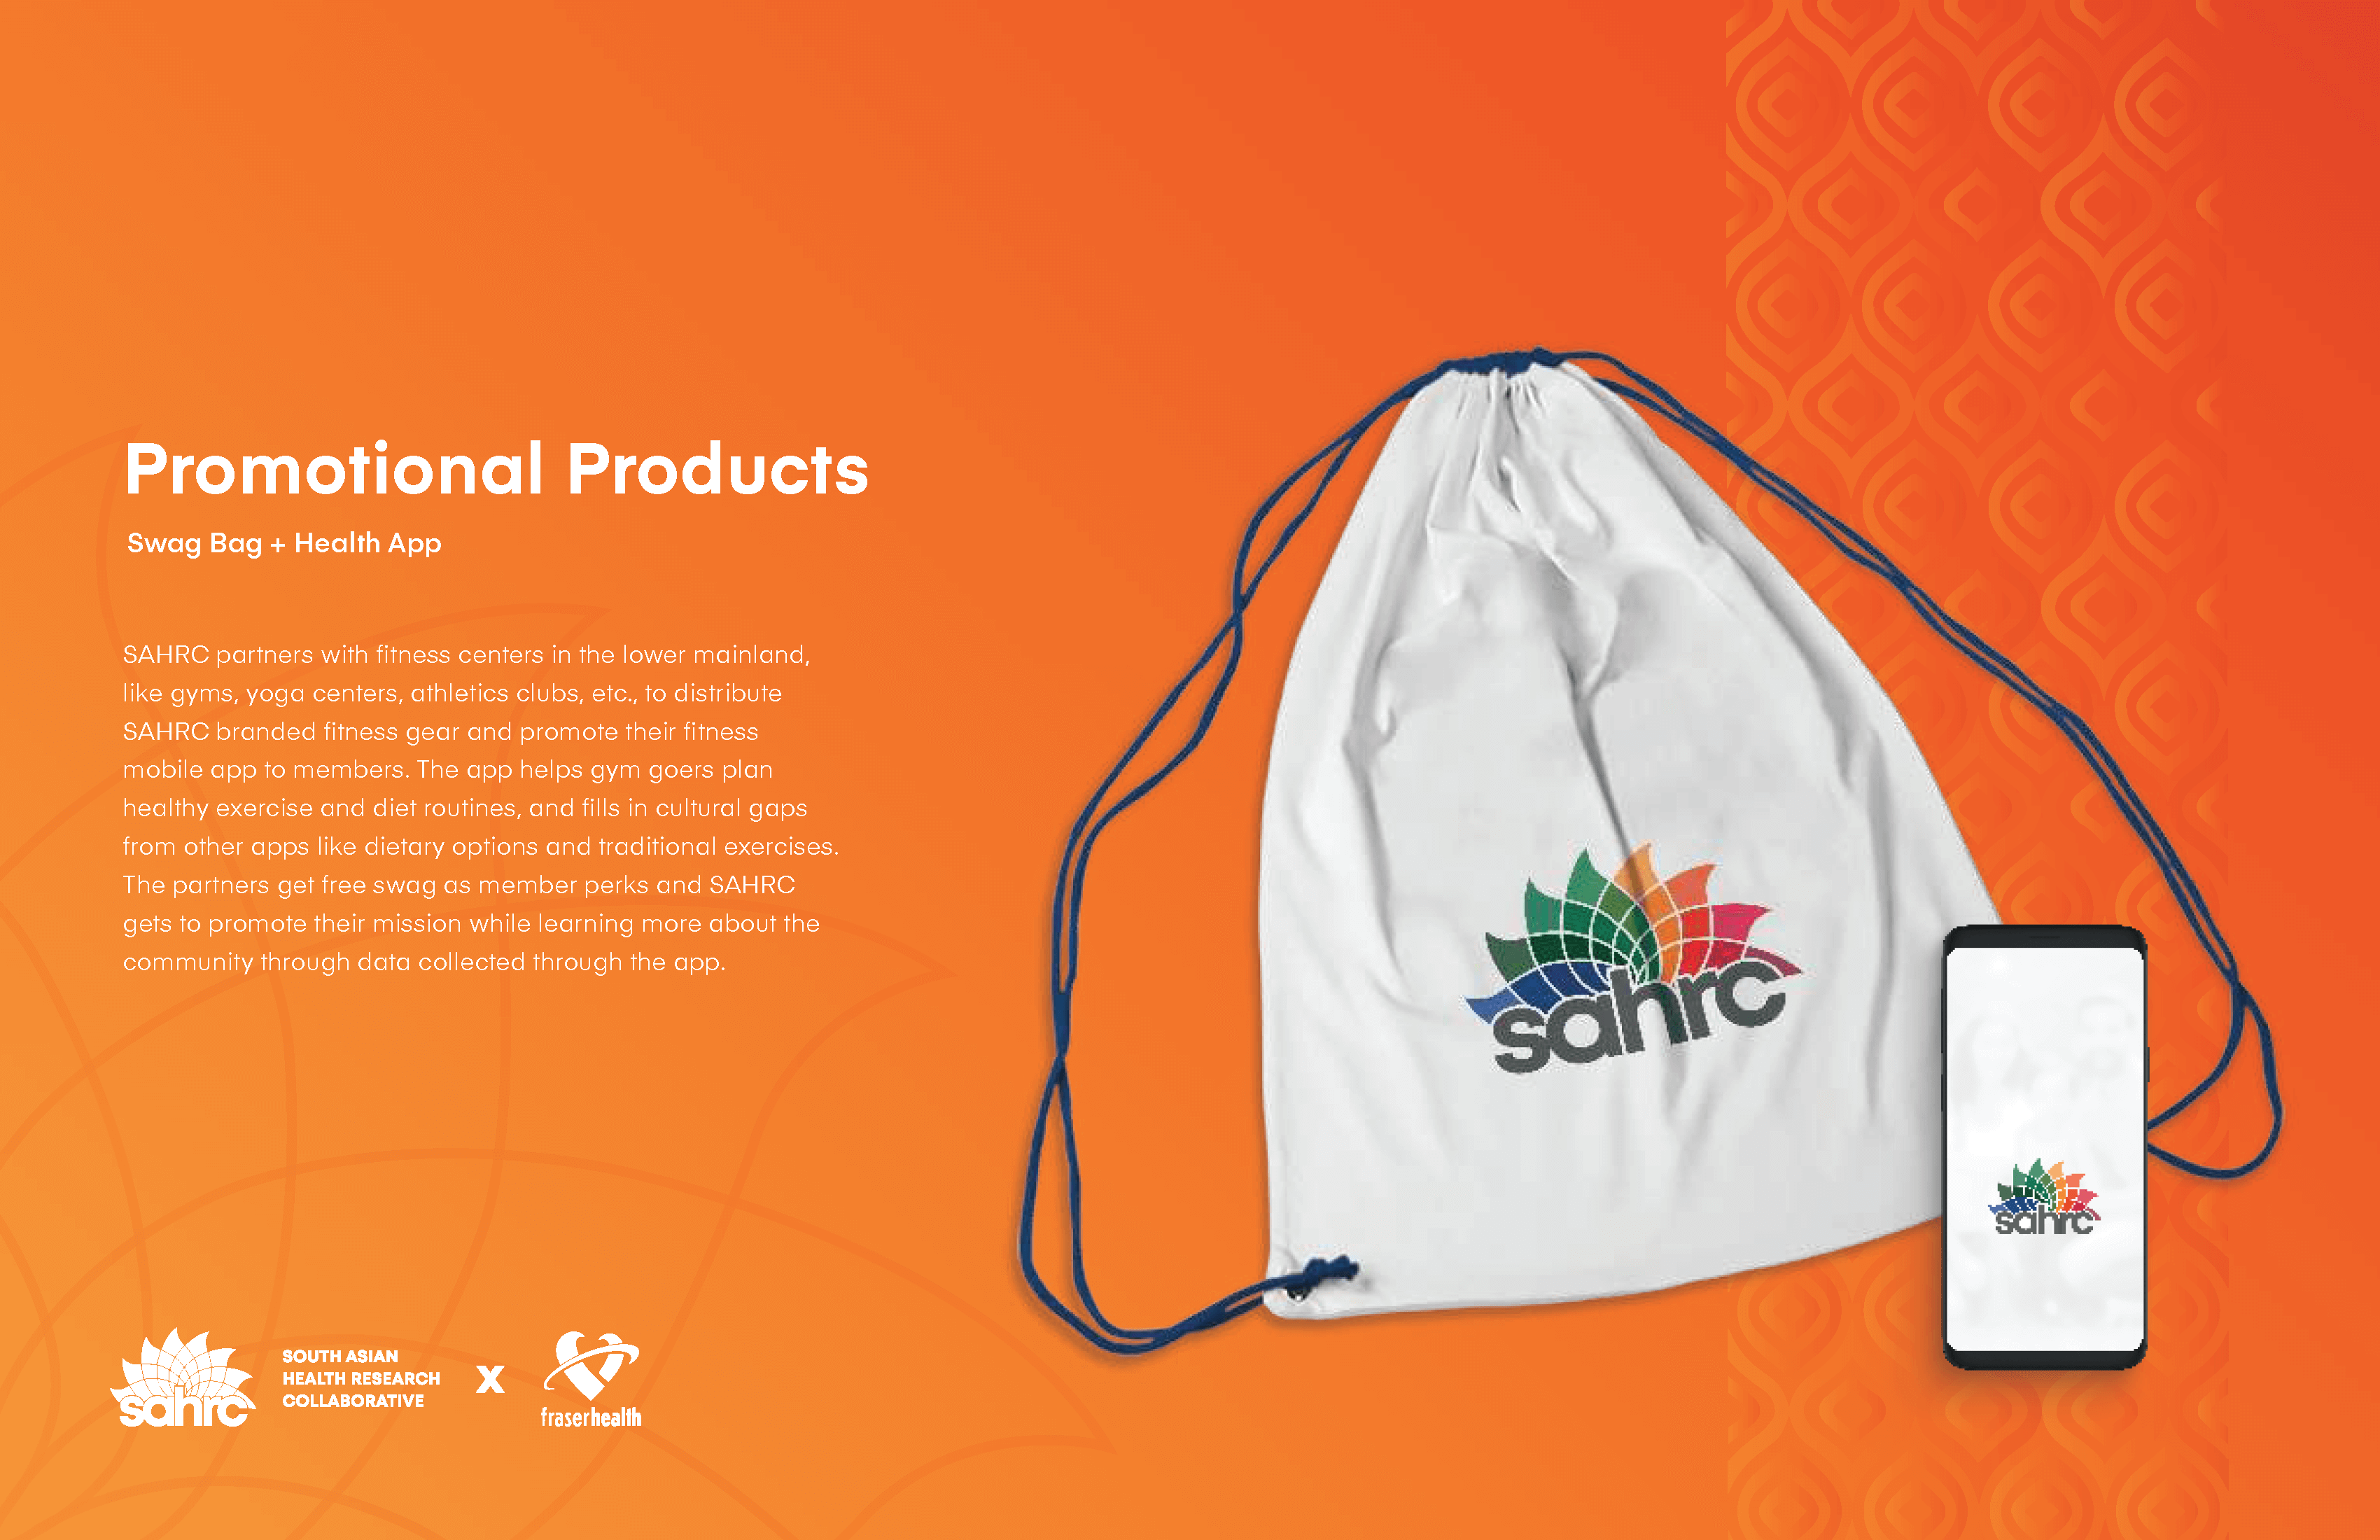 Promotional Products
Swag Bag + Health App
SAHRC partners with fitness centers in the lower mainland,
like gyms, yoga centers, athletics clubs, etc., to distribute
SAHRC branded fitness gear and promote their fitness
mobile app to members. The app helps gym goers plan
healthy exercise and diet routines, and fills in cultural gaps
from other apps like dietary options and traditional exercises.
The partners get free swag as member perks and SAHRC
gets to promote their mission while learning more about the
community through data collected through the app.
sahrc
sahrc
sahrc
SOUTH ASIAN
HEALTH RESEARCH
COLLABORATIVE
X
fraserhealth